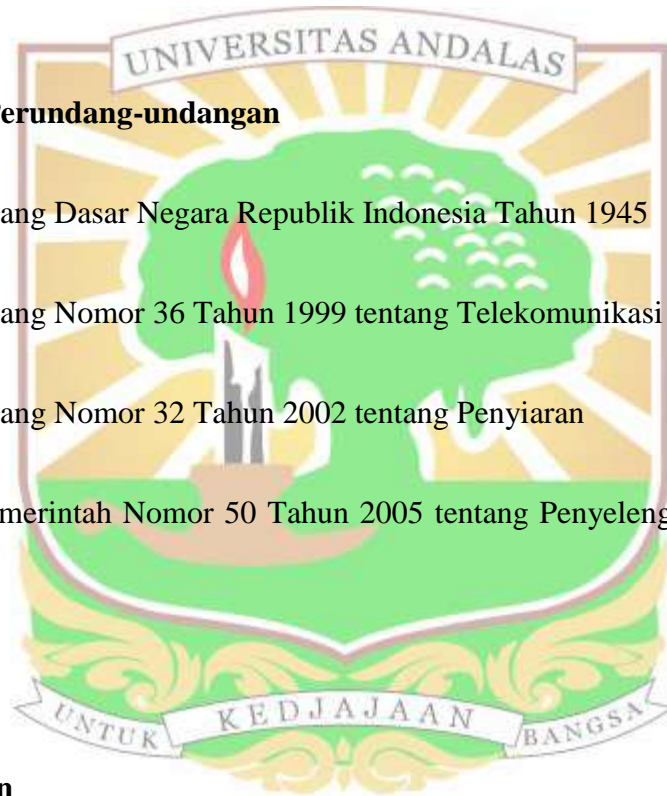 UNIVERSITAS ANDALAS
Perundang-undangan
ang Dasar Negara Republik Indonesia Tahun 1945
ang Nomor 36 Tahun 1999 tentang Telekomunikasi
ang Nomor 32 Tahun 2002 tentang Penyiaran
merintah Nomor 50 Tahun 2005 tentang Penyeleng
UNTUK KEDJAJAAN BANGSA
n